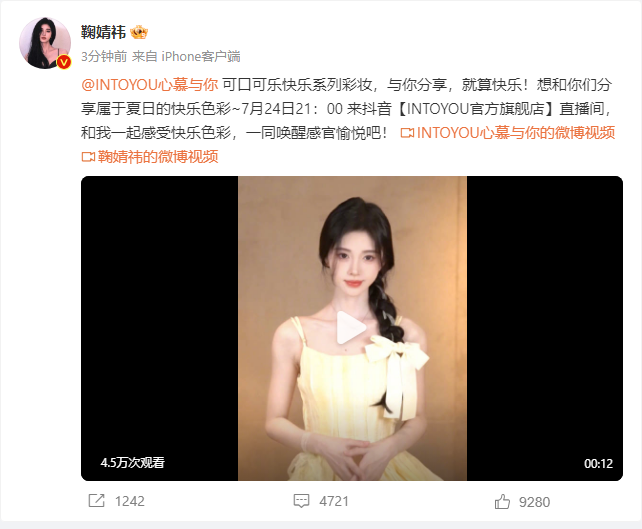 鞠婧祎
3分钟前 来自 iPhone客户端
@INTOYOU心慕与你 可口可乐快乐系列彩妆，与你分享，就算快乐！想和你们分
享属于夏日的快乐色彩~7月24日21：00 来抖音【INTOYOU官方旗舰店】直播间，
和我一起感受快乐色彩，一同唤醒感官愉悦吧！ INTOYOU心慕与你的微博视频
鞠婧祎的微博视频
4.5万次观看
00:12
1242
4721
9280